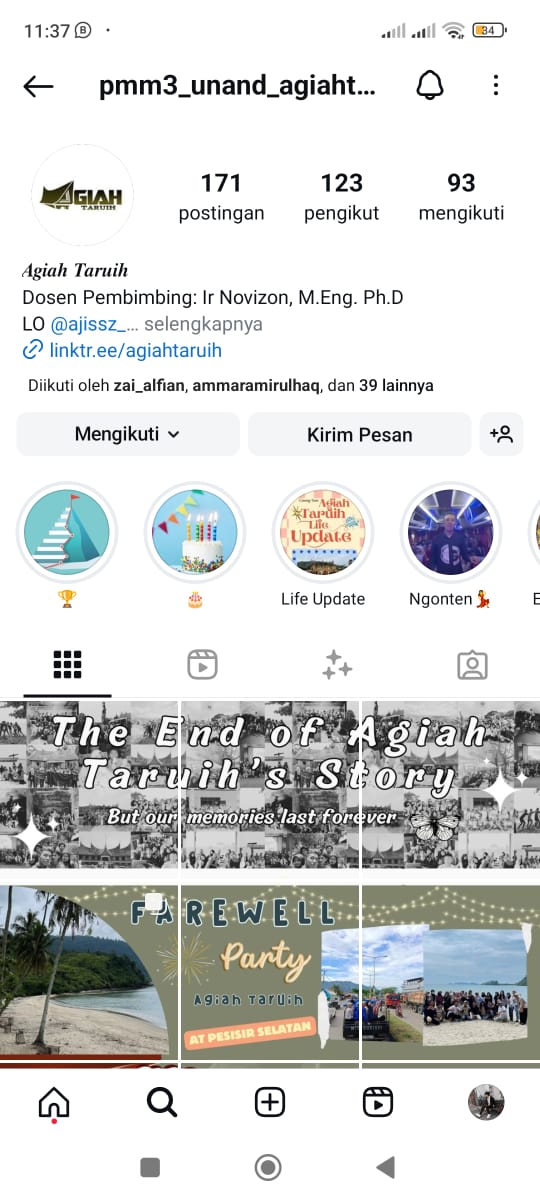 11:37
84
pmm3_unand_agiaht...
AGIAH
TARUIH
171
postingan
123
pengikut
93
mengikuti
Agiah Taruih
Dosen Pembimbing: Ir Novizon, M.Eng. Ph.D
LO @ajissz_... selengkapnya
linktr.ee/agiahtaruih
Diikuti oleh zai_alfian, ammaramirulhaq, dan 39 lainnya
Mengikuti
Kirim Pesan
Agiah
Taruih
Life
Update
Life Update
Ngonten
E
The End of Agiah
Taruih's Story
But our memories last forever
FAREWELL
Party
Agiah Taruih
AT PESISIR SELATAN